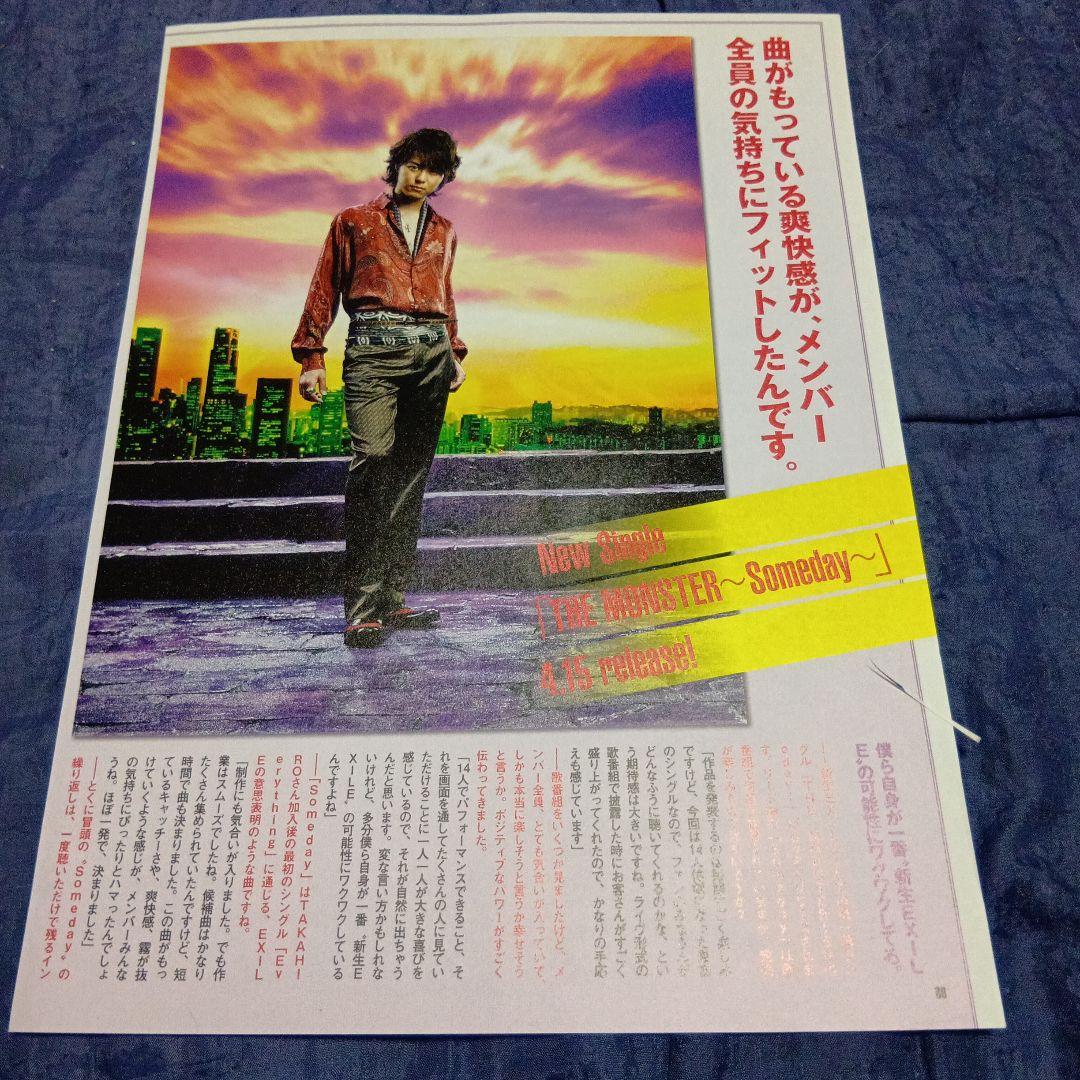 曲がもっている爽快感が、メンバー
全員の気持ちにフィットしたんです。
New Single
「THE MONSTER～Someday～」
4.15 release!
僕ら自身が一番〝新生EXIL
E〟の可能性にワクワクしてる。
「作品を発表する
ですけど、今回は14人体制になった最初
のシングルなので、
どんなふうに聴いてくれるのかな、とい
う期待感は大きいですね。ライヴ形式の
歌番組で披露した時にお客さんがすごく
盛り上がってくれたので、かなりの手応
えも感じています」
――歌番組をいくつか見ましたけど、メ
ンバー全員、とても気合いが入っていて、
しかも本当に楽しそうと言うか幸せそう
と言うか。ポジティブなパワーがすごく
伝わってきました。
「14人でパフォーマンスできること、そ
れを画面を通してたくさんの人に見てい
ただけることに一人一人が大きな喜びを
感じているので、それが自然に出ちゃう
んだと思います。変な言い方かもしれな
いけれど、多分僕ら自身が一番〝新生E
XILE〟の可能性にワクワクしている
んですよね」
――「Someday」はTAKAHI
ROさん加入後の最初のシングル「Ev
erything」に通じる、EXIL
Eの意思表明のような曲ですね。
「制作にも気合いが入りました。でも作
業はスムーズでしたね。候補曲はかなり
たくさん集められていたんですけど、短
時間で曲も決まりました。この曲がもっ
ているキャッチーさや、爽快感、霧が抜
けていくような感じが、メンバーみんな
の気持ちにぴったりとハマったんでしょ
うね。ほぼ一発で、決まりました」
――とくに冒頭の〝Someday〟の
繰り返しは、一度聴いただけで残るイン